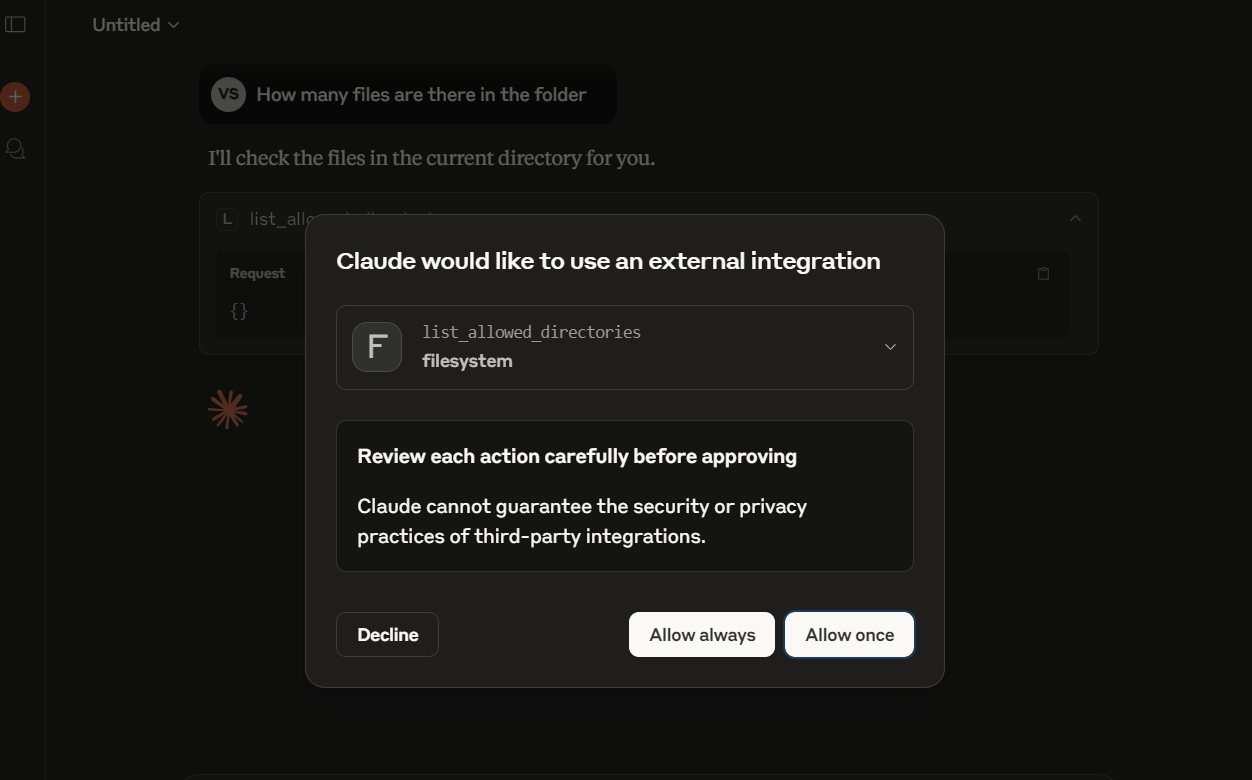 Untitled
VS How many files are there in the folder
I'll check the files in the current directory for you.
L list_allo
Request
{}
Claude would like to use an external integration
F
list_allowed_directories
filesystem
Review each action carefully before approving
Claude cannot guarantee the security or privacy
practices of third-party integrations.
Decline
Allow always
Allow once